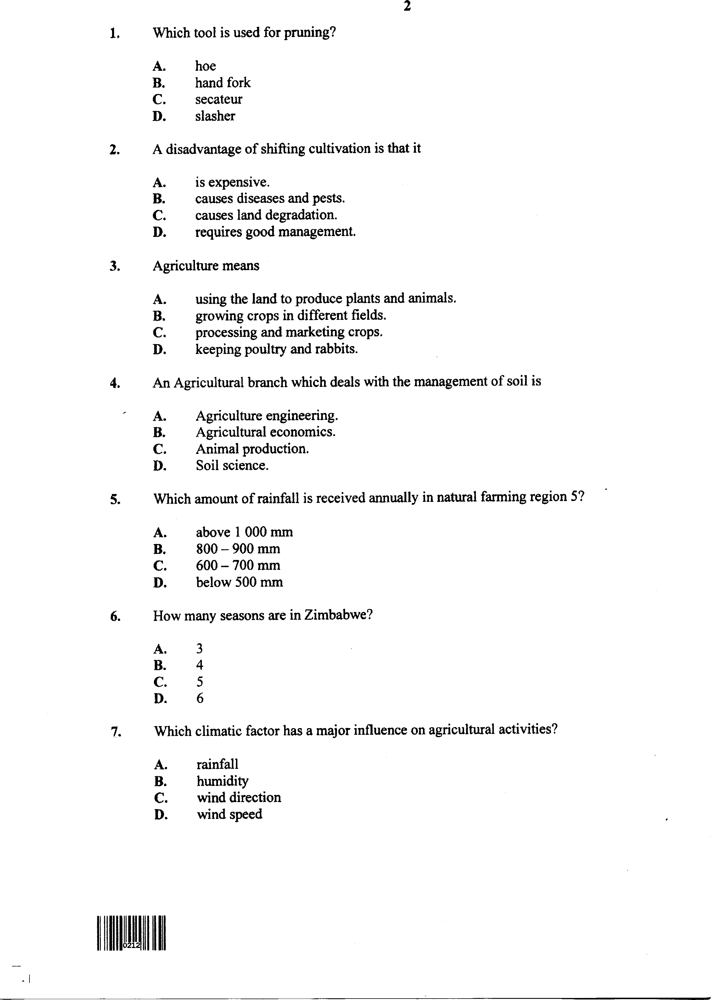 2
1. Which tool is used for pruning?
A. hoe
B. hand fork
C. secateur
D. slasher
2. A disadvantage of shifting cultivation is that it
A. is expensive.
B. causes diseases and pests.
C. causes land degradation.
D. requires good management.
3. Agriculture means
A. using the land to produce plants and animals.
B. growing crops in different fields.
C. processing and marketing crops.
D. keeping poultry and rabbits.
4. An Agricultural branch which deals with the management of soil is
A. Agriculture engineering.
B. Agricultural economics.
C. Animal production.
D. Soil science.
5. Which amount of rainfall is received annually in natural farming region 5?
A. above 1 000 mm
B. 800 – 900 mm
C. 600 – 700 mm
D. below 500 mm
6. How many seasons are in Zimbabwe?
A. 3
B. 4
C. 5
D. 6
7. Which climatic factor has a major influence on agricultural activities?
A. rainfall
B. humidity
C. wind direction
D. wind speed
0212